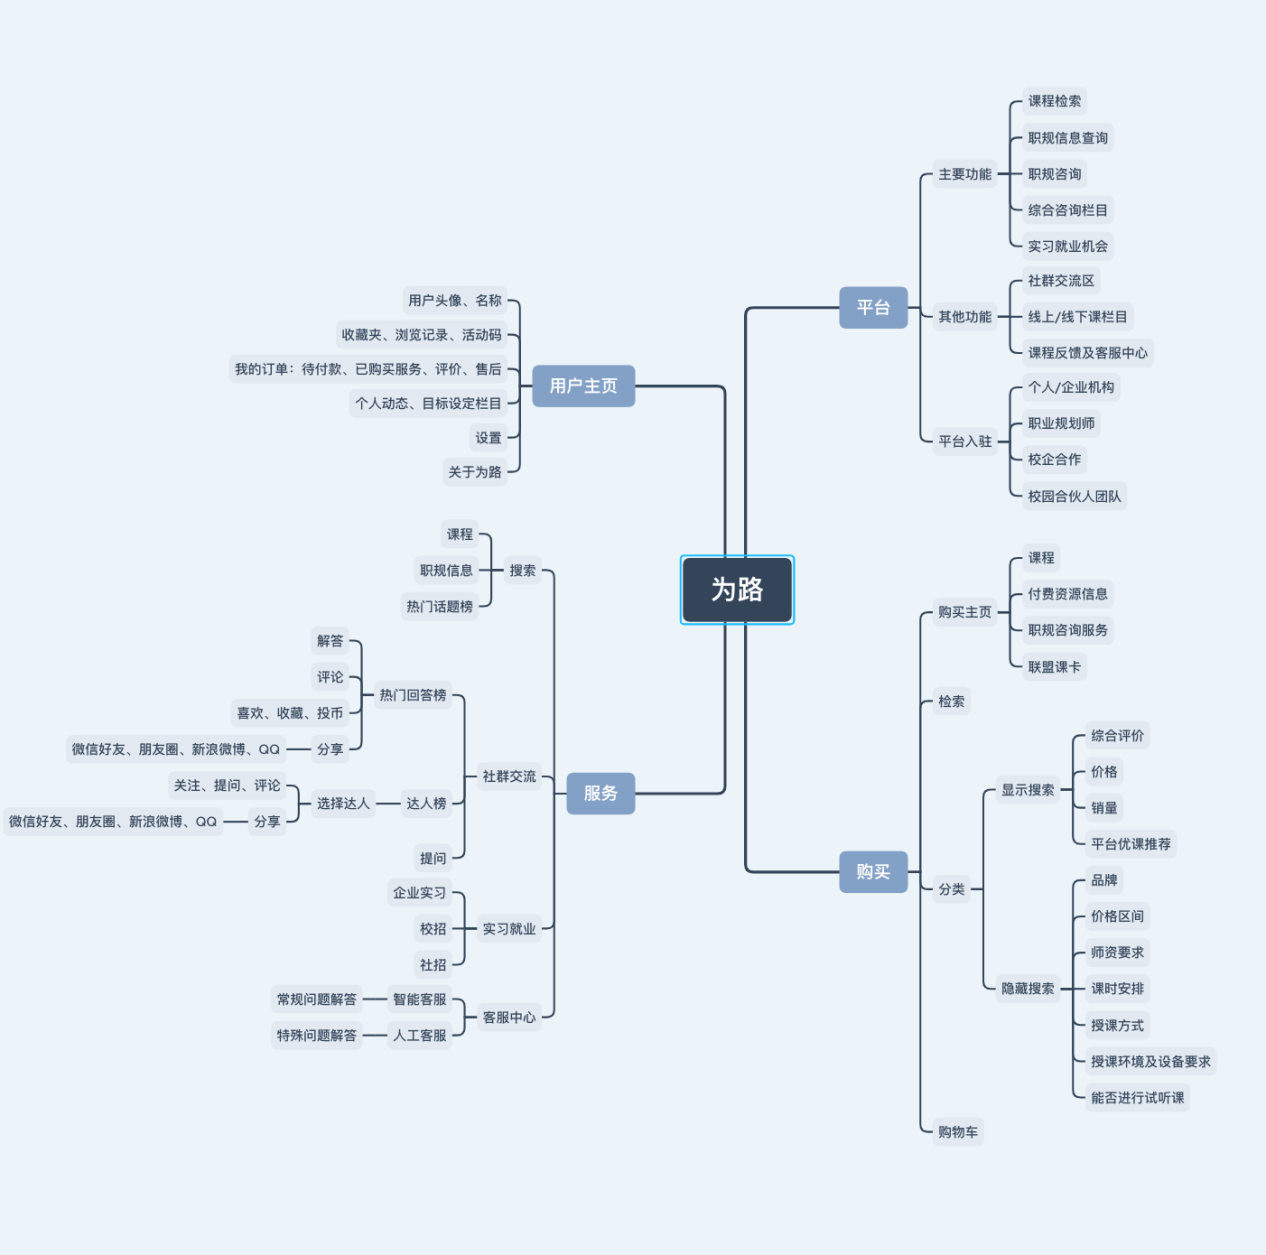 为路
平台
主要功能
课程检索
职规信息查询
职规咨询
综合咨询栏目
实习就业机会
其他功能
社群交流区
线上/线下课栏目
课程反馈及客服中心
平台入驻
个人/企业机构
职业规划师
校企合作
校园合伙人团队
购买
购买主页
课程
付费资源信息
职规咨询服务
联盟课卡
检索
分类
显示搜索
综合评价
价格
销量
平台优课推荐
隐藏搜索
品牌
价格区间
师资要求
课时安排
授课方式
授课环境及设备要求
能否进行试听课
购物车
用户主页
用户头像、名称
收藏夹、浏览记录、活动码
我的订单：待付款、已购买服务、评价、售后
个人动态、目标设定栏目
设置
关于为路
服务
搜索
课程
职规信息
热门话题榜
社群交流
热门回答榜
解答
评论
喜欢、收藏、投币
分享
微信好友、朋友圈、新浪微博、QQ
达人榜
选择达人
关注、提问、评论
分享
微信好友、朋友圈、新浪微博、QQ
提问
实习就业
企业实习
校招
社招
客服中心
智能客服
常规问题解答
人工客服
特殊问题解答